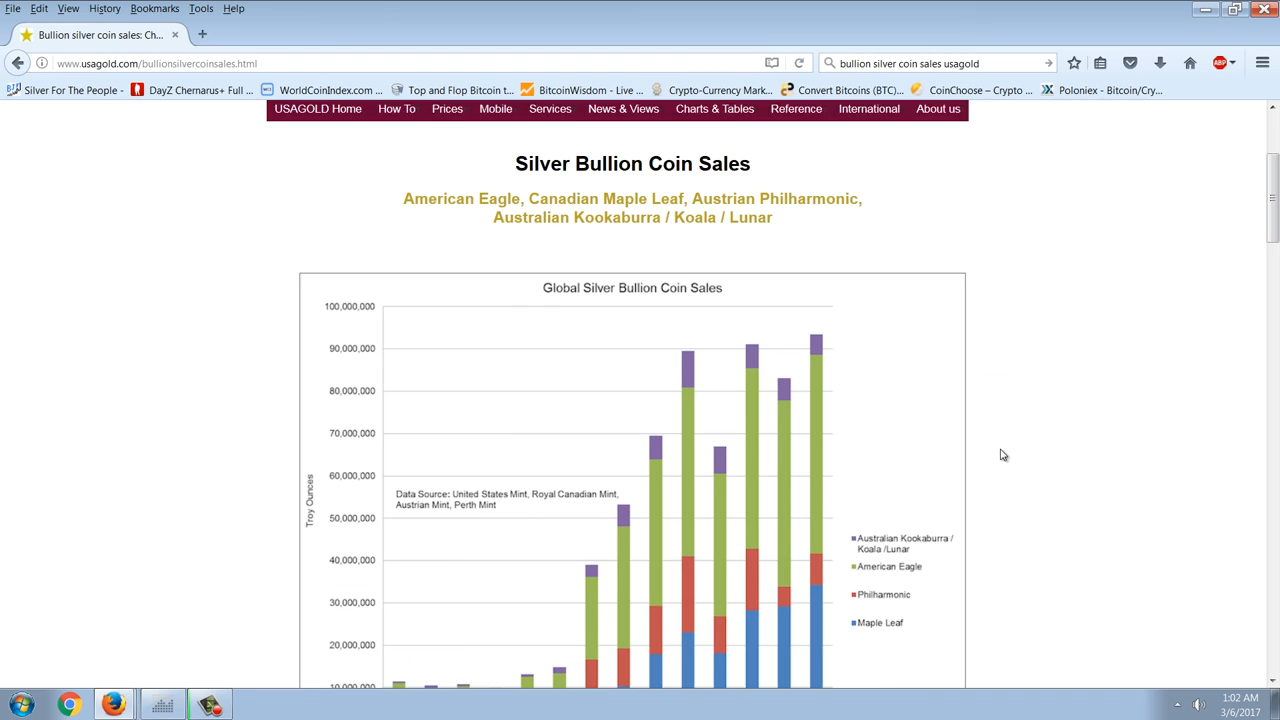 File Edit View History Bookmarks Tools Help
Bullion silver coin sales: Ch...
www.usagold.com/bullionsilvercoinsales.html
bullion silver coin sales usagold
ABP
Silver For The People - ...
DayZ Chernarus+ Full ...
WorldCoinIndex.com ...
Top and Flop Bitcoin t...
BitcoinWisdom - Live ...
Crypto-Currency Mark...
Convert Bitcoins (BTC)...
CoinChoose – Crypto ...
Poloniex - Bitcoin/Cry...
USAGOLD Home How To Prices Mobile Services News & Views Charts & Tables Reference International About us
Silver Bullion Coin Sales
American Eagle, Canadian Maple Leaf, Austrian Philharmonic,
Australian Kookaburra / Koala / Lunar
Global Silver Bullion Coin Sales
100,000,000
90,000,000
80,000,000
70,000,000
60,000,000
50,000,000
40,000,000
30,000,000
20,000,000
10,000,000
Troy Ounces
Data Source: United States Mint, Royal Canadian Mint,
Austrian Mint, Perth Mint
Australian Kookaburra /
Koala /Lunar
American Eagle
Philharmonic
Maple Leaf
1:02 AM
3/6/2017